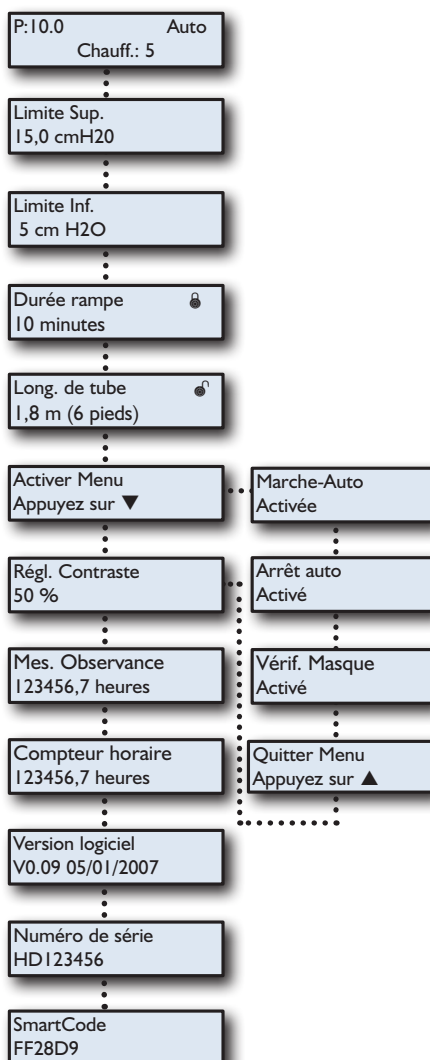 P:10.0 Auto
Chauff.: 5
Limite Sup.
15,0 cmH20
Limite Inf.
5 cm H2O
Durée rampe
10 minutes
Long. de tube
1,8 m (6 pieds)
Activer Menu
Appuyez sur ▼
Marche-Auto
Activée
Régl. Contraste
50 %
Arrêt auto
Activé
Mes. Observance
123456,7 heures
Vérif. Masque
Activé
Compteur horaire
123456,7 heures
Quitter Menu
Appuyez sur ▲
Version logiciel
V0.09 05/01/2007
Numéro de série
HD123456
SmartCode
FF28D9